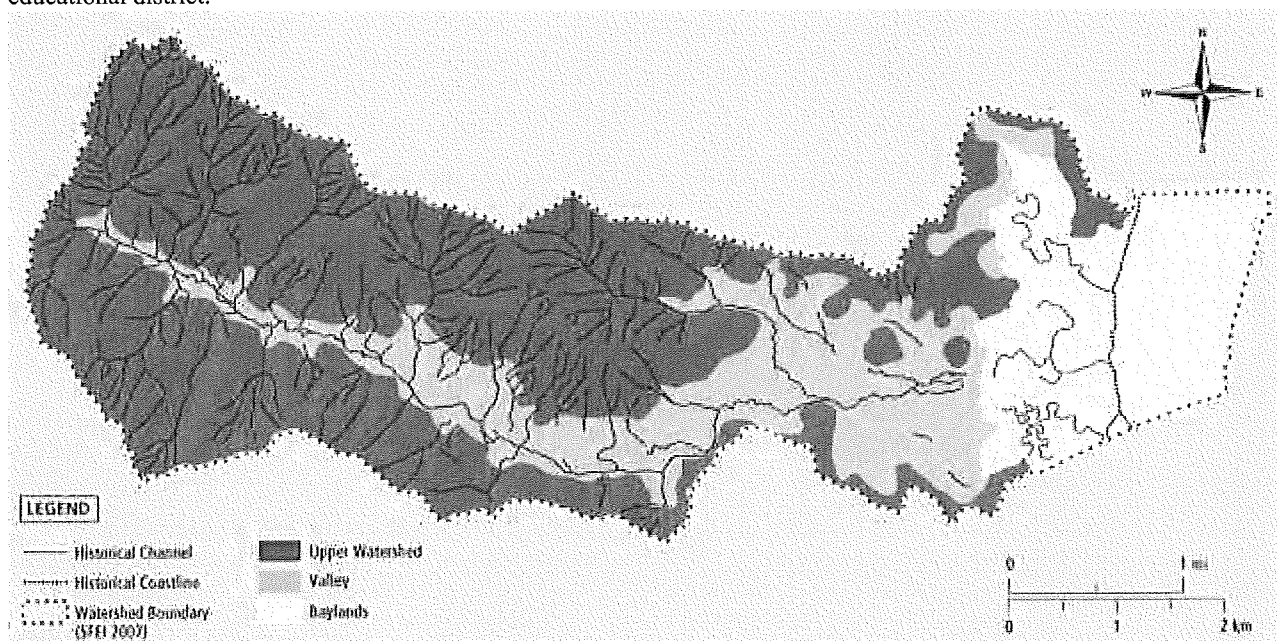 educational district.
N
W E
S
LEGEND
Historical Channel
Historical Coastline
Watershed Boundary
(SFEI 2007)
Upper Watershed
Valley
Baylands
0 1 mi
0 1 2 km